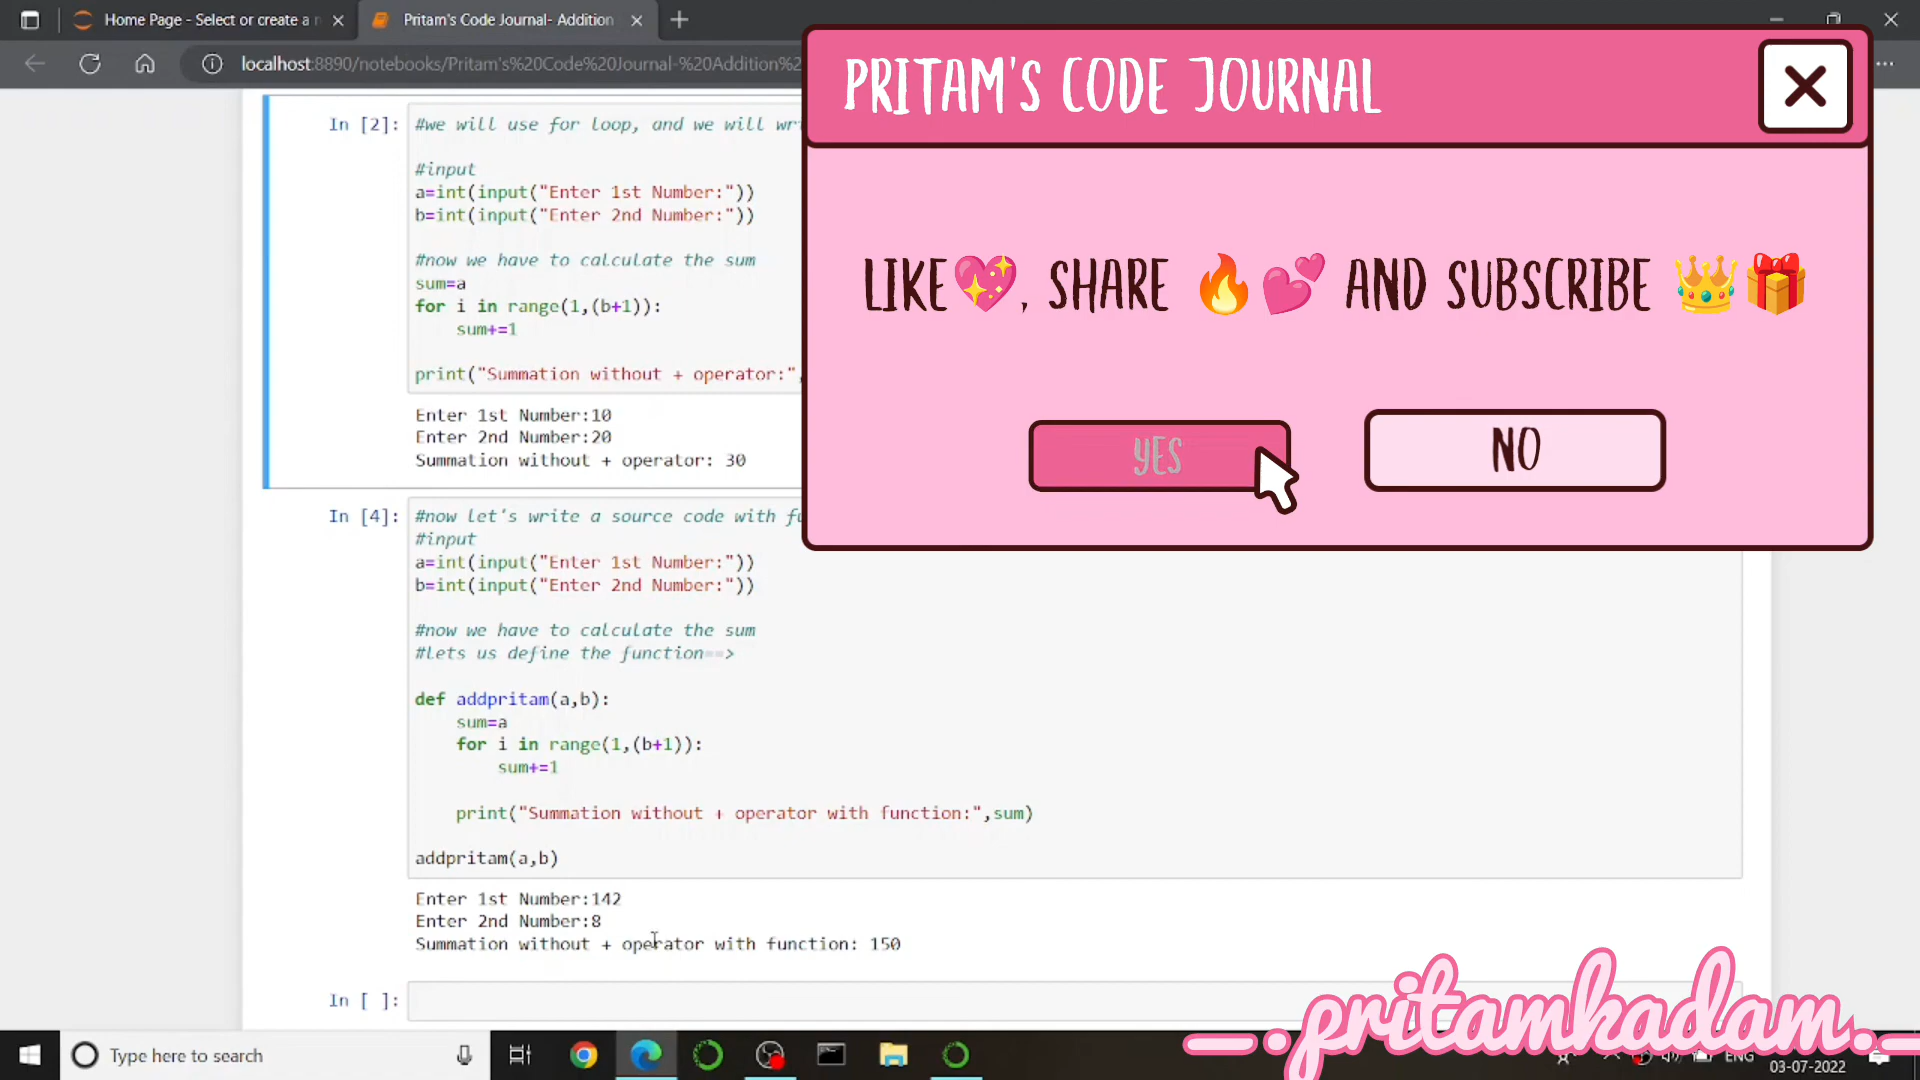 Home Page - Select or create a n
Pritam's Code Journal- Addition
localhost:8890/notebooks/Pritam's%20Code%20Journal-%20Addition%2
PRITAM'S CODE JOURNAL
LIKE💖, SHARE 🔥💕 AND SUBSCRIBE 👑🎁
YES
NO
In [2]:
#we will use for loop, and we will wri
#input
a=int(input("Enter 1st Number:"))
b=int(input("Enter 2nd Number:"))
#now we have to calculate the sum
sum=a
for i in range(1,(b+1)):
sum+=1
print("Summation without + operator:",
Enter 1st Number:10
Enter 2nd Number:20
Summation without + operator: 30
In [4]:
#now let's write a source code with fu
#input
a=int(input("Enter 1st Number:"))
b=int(input("Enter 2nd Number:"))
#now we have to calculate the sum
#lets us define the function==>
def addpritam(a,b):
sum=a
for i in range(1,(b+1)):
sum+=1
print("Summation without + operator with function:",sum)
addpritam(a,b)
Enter 1st Number:142
Enter 2nd Number:8
Summation without + operator with function: 150
In [ ]:
_.pritamkadam._
Type here to search
ENG
03-07-2022